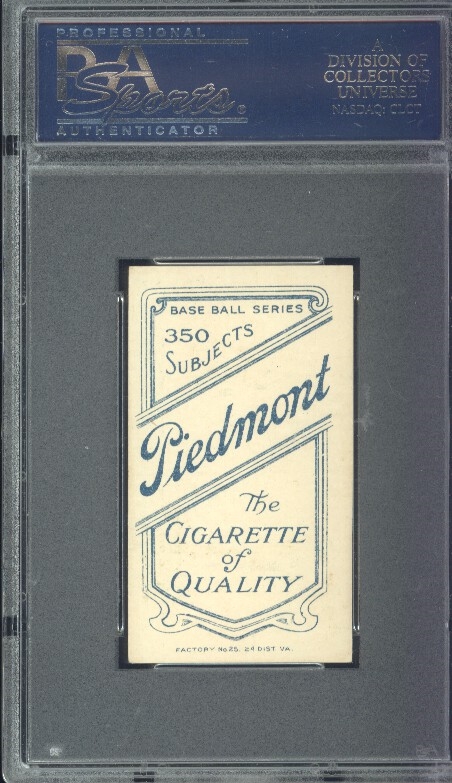 PROFESSIONAL
PSA
Sports®
AUTHENTICATOR
A
DIVISION OF
COLLECTORS
UNIVERSE
NASDAQ: CLCT
BASE BALL SERIES
350
SUBJECTS
Piedmont
The
CIGARETTE
of
QUALITY
FACTORY No 25, 2d DIST. VA.